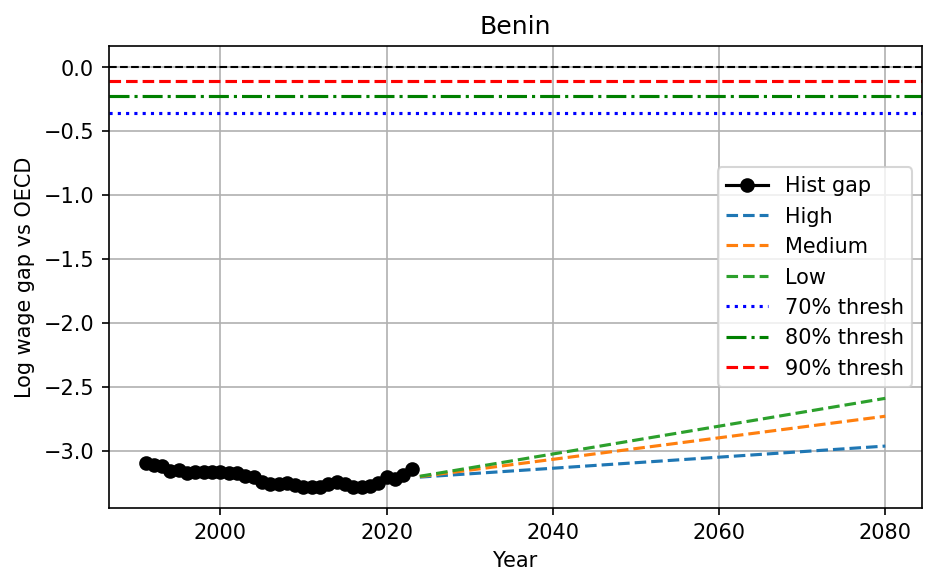 Benin
Log wage gap vs OECD
0.0
−0.5
−1.0
−1.5
−2.0
−2.5
−3.0
Hist gap
High
Medium
Low
70% thresh
80% thresh
90% thresh
2000 2020 2040 2060 2080
Year